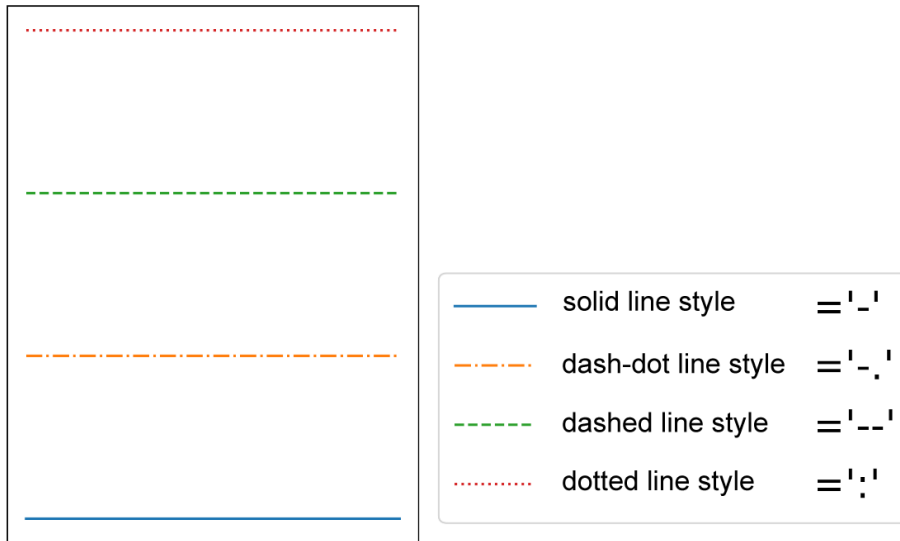 solid line style ='-'
dash-dot line style ='-.'
dashed line style ='--'
dotted line style =':'